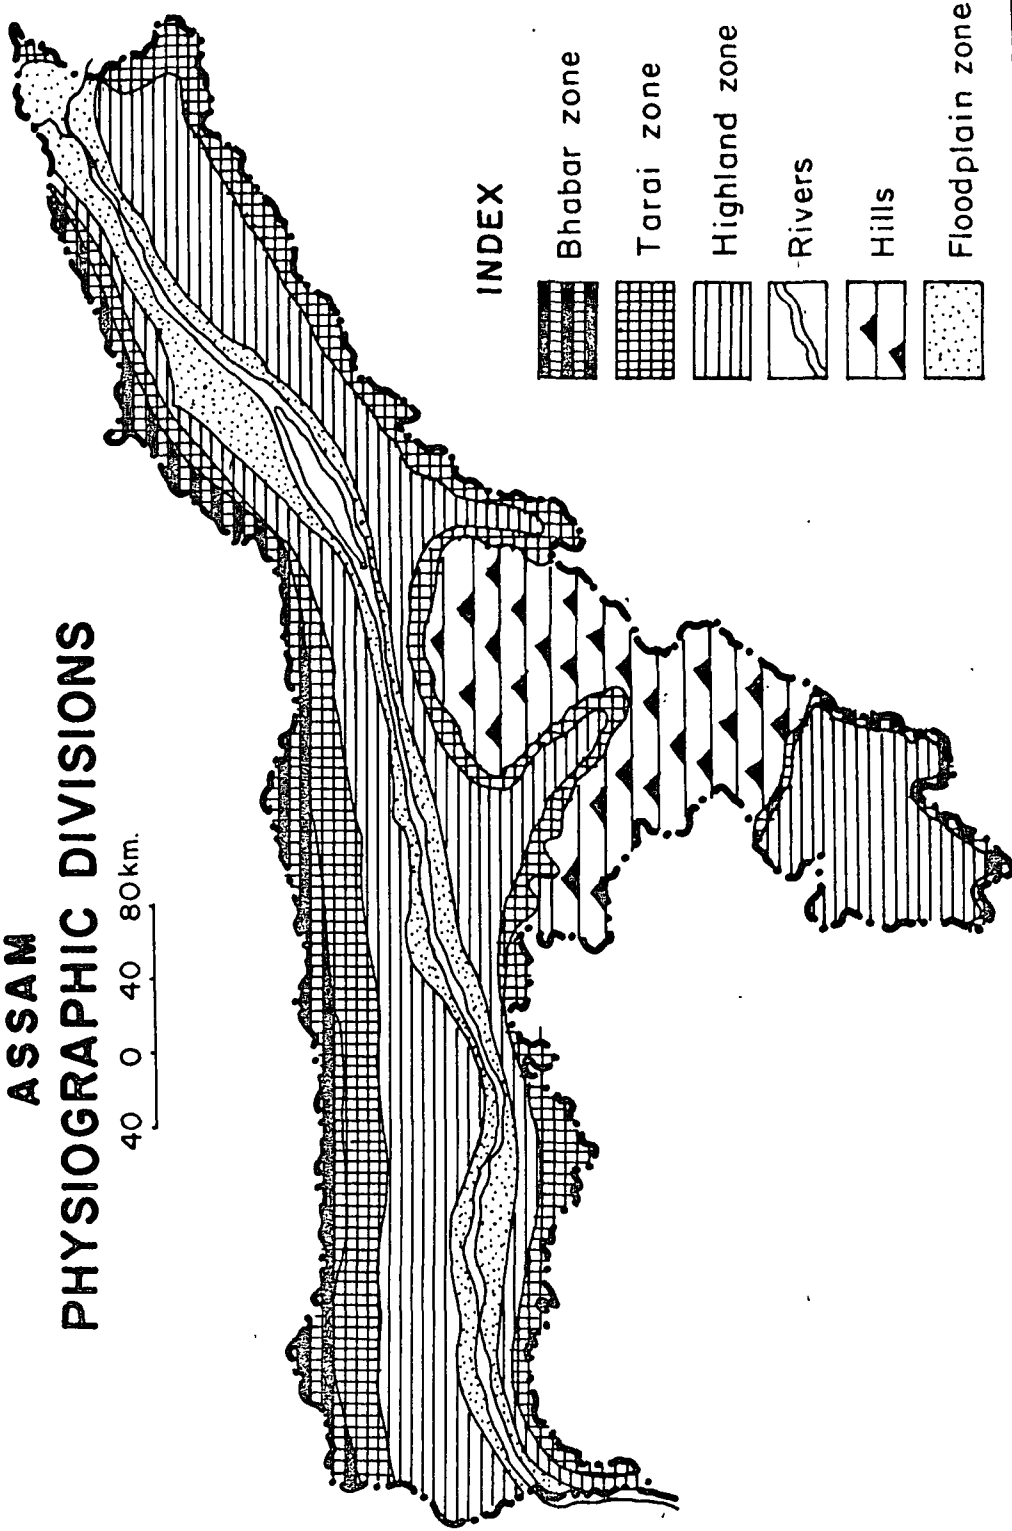 ASSAM
PHYSIOGRAPHIC DIVISIONS
40 0 40 80km.
INDEX
Bhabar zone
Tarai zone
Highland zone
Rivers
Hills
Floodplain zone